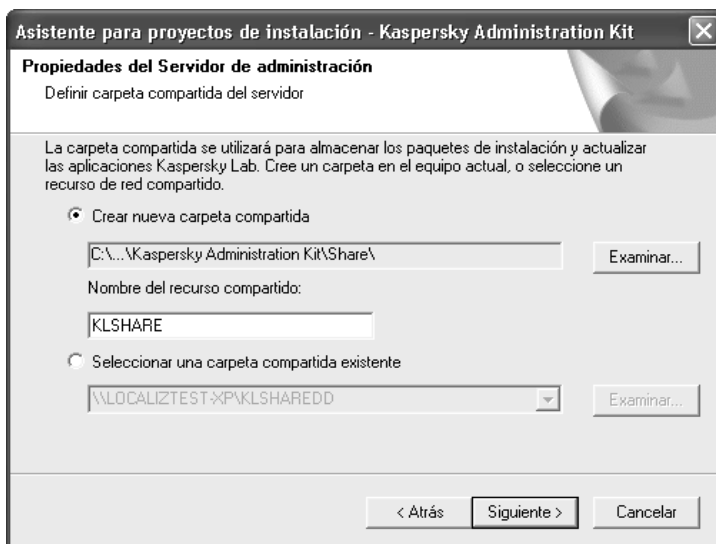 Asistente para proyectos de instalación - Kaspersky Administration Kit
Propiedades del Servidor de administración
Definir carpeta compartida del servidor
La carpeta compartida se utilizará para almacenar los paquetes de instalación y actualizar
las aplicaciones Kaspersky Lab. Cree un carpeta en el equipo actual, o seleccione un
recurso de red compartido.
Crear nueva carpeta compartida
C:\...\Kaspersky Administration Kit\Share\
Examinar...
Nombre del recurso compartido:
KLSHARE
Seleccionar una carpeta compartida existente
\\LOCALIZTEST-XP\KLSHAREDD
Examinar...
< Atrás
Siguiente >
Cancelar